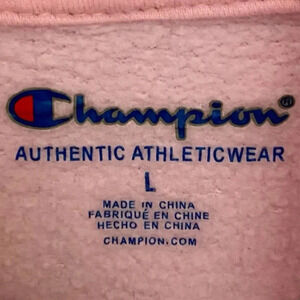 Champion®
AUTHENTIC ATHLETICWEAR
L
MADE IN CHINA
FABRIQUÉ EN CHINE
HECHO EN CHINA
CHAMPION.COM